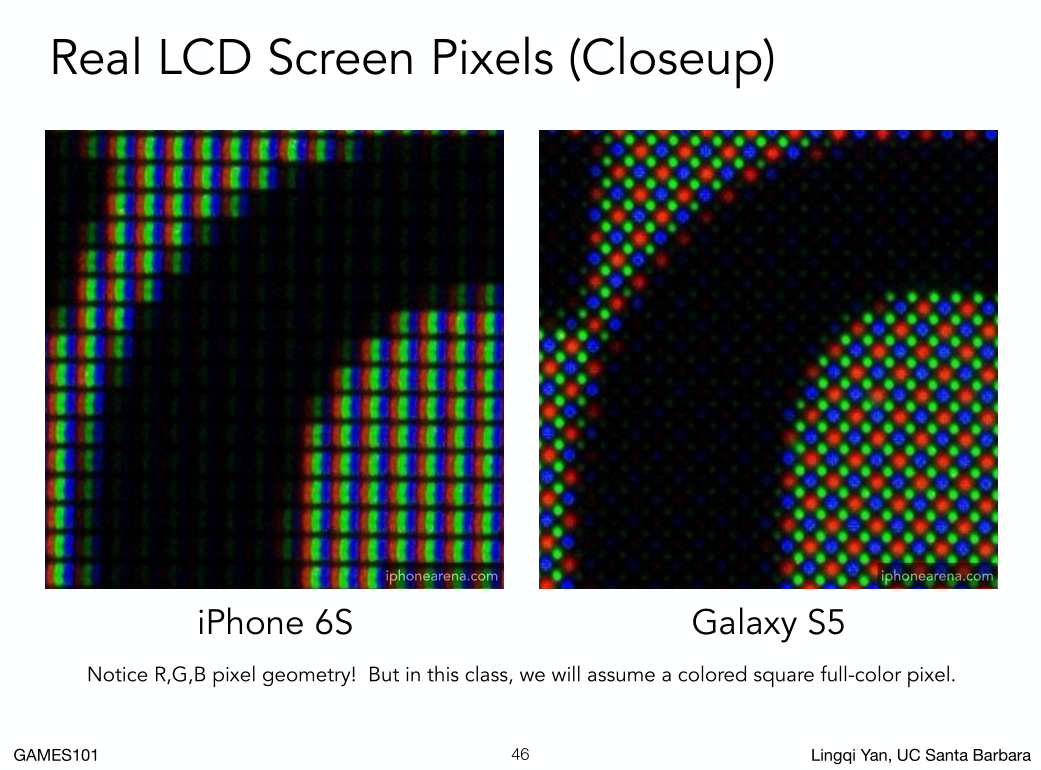 Real LCD Screen Pixels (Closeup)
iphonearena.com
iphonearena.com
iPhone 6S
Galaxy S5
Notice R,G,B pixel geometry!  But in this class, we will assume a colored square full-color pixel.
GAMES101
46
Lingqi Yan, UC Santa Barbara